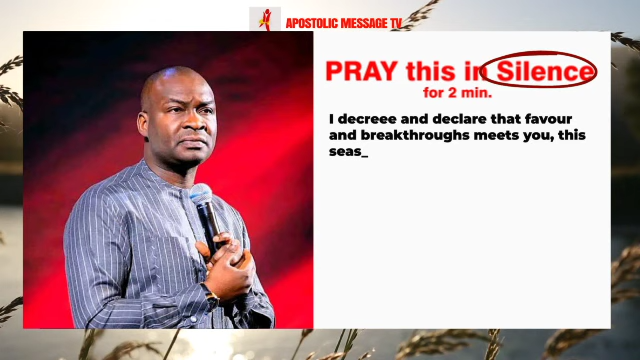 APOSTOLIC MESSAGE TV
PRAY this in Silence
for 2 min.
I decreee and declare that favour
and breakthroughs meets you, this
seas_